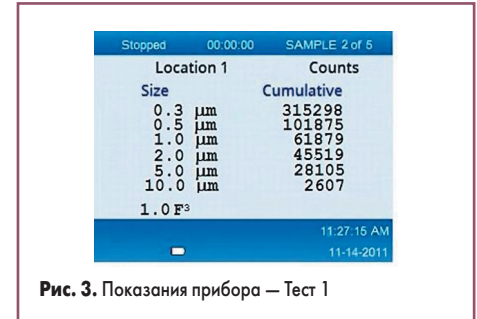 Stopped 00:00:00 SAMPLE 2 of 5
Location 1 Counts
Size Cumulative
0.3 µm 315298
0.5 µm 101875
1.0 µm 61879
2.0 µm 45519
5.0 µm 28105
10.0 µm 2607
1.0 F³
11:27:15 AM
11-14-2011
Рис. 3. Показания прибора — Тест 1